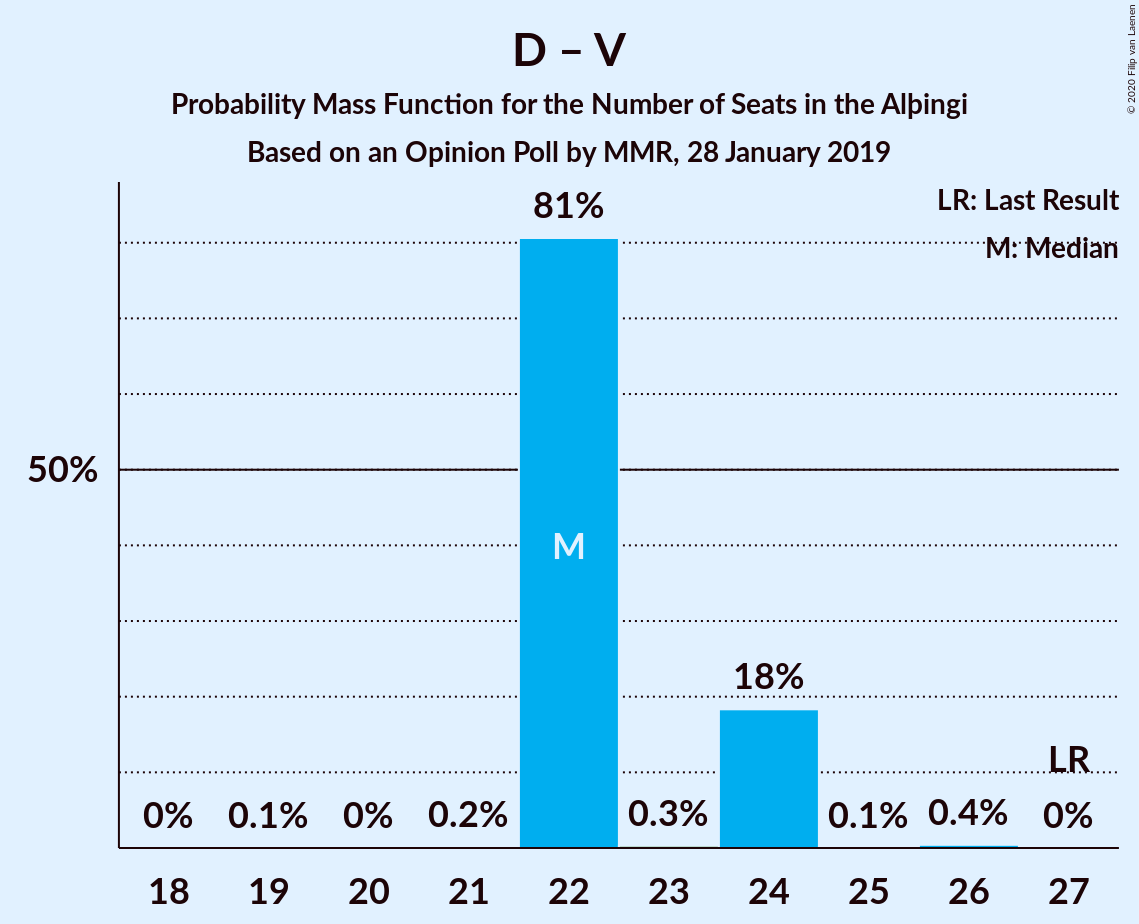 D – V
Probability Mass Function for the Number of Seats in the Alþingi
Based on an Opinion Poll by MMR, 28 January 2019
© 2020 Filip van Laenen
LR: Last Result
M: Median
81%
50%
M
18%
LR
0% 0.1% 0% 0.2% 0.3% 0.1% 0.4% 0%
18 19 20 21 22 23 24 25 26 27